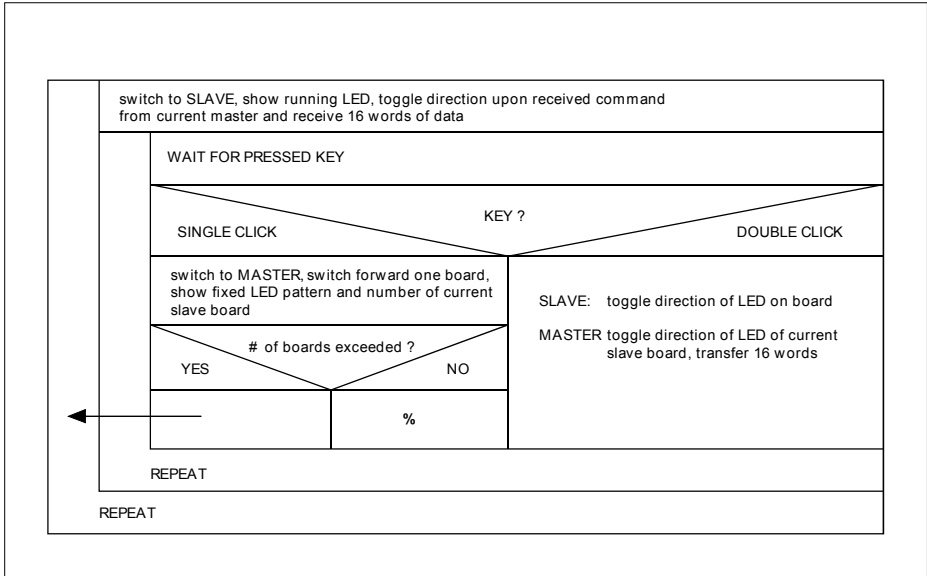 switch to SLAVE, show running LED, toggle direction upon received command
from current master and receive 16 words of data
WAIT FOR PRESSED KEY
KEY ?
SINGLE CLICK
DOUBLE CLICK
switch to MASTER, switch forward one board,
show fixed LED pattern and number of current
slave board
SLAVE: toggle direction of LED on board
MASTER toggle direction of LED of current
slave board, transfer 16 words
# of boards exceeded ?
YES
NO
%
REPEAT
REPEAT